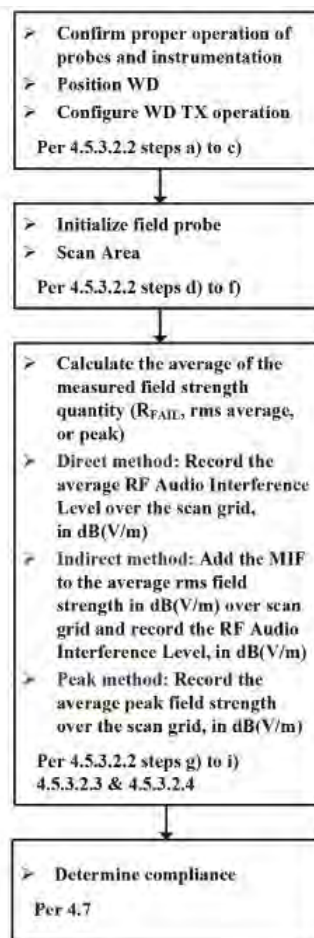 ➢ Confirm proper operation of
probes and instrumentation
➢ Position WD
➢ Configure WD TX operation
Per 4.5.3.2.2 steps a) to c)
➢ Initialize field probe
➢ Scan Area
Per 4.5.3.2.2 steps d) to f)
➢ Calculate the average of the
measured field strength
quantity (RFAIL, rms average,
or peak)
➢ Direct method: Record the
average RF Audio Interference
Level over the scan grid,
in dB(V/m)
➢ Indirect method: Add the MIF
to the average rms field
strength in dB(V/m) over scan
grid and record the RF Audio
Interference Level, in dB(V/m)
➢ Peak method: Record the
average peak field strength
over the scan grid, in dB(V/m)
Per 4.5.3.2.2 steps g) to i)
4.5.3.2.3 & 4.5.3.2.4
➢ Determine compliance
Per 4.7